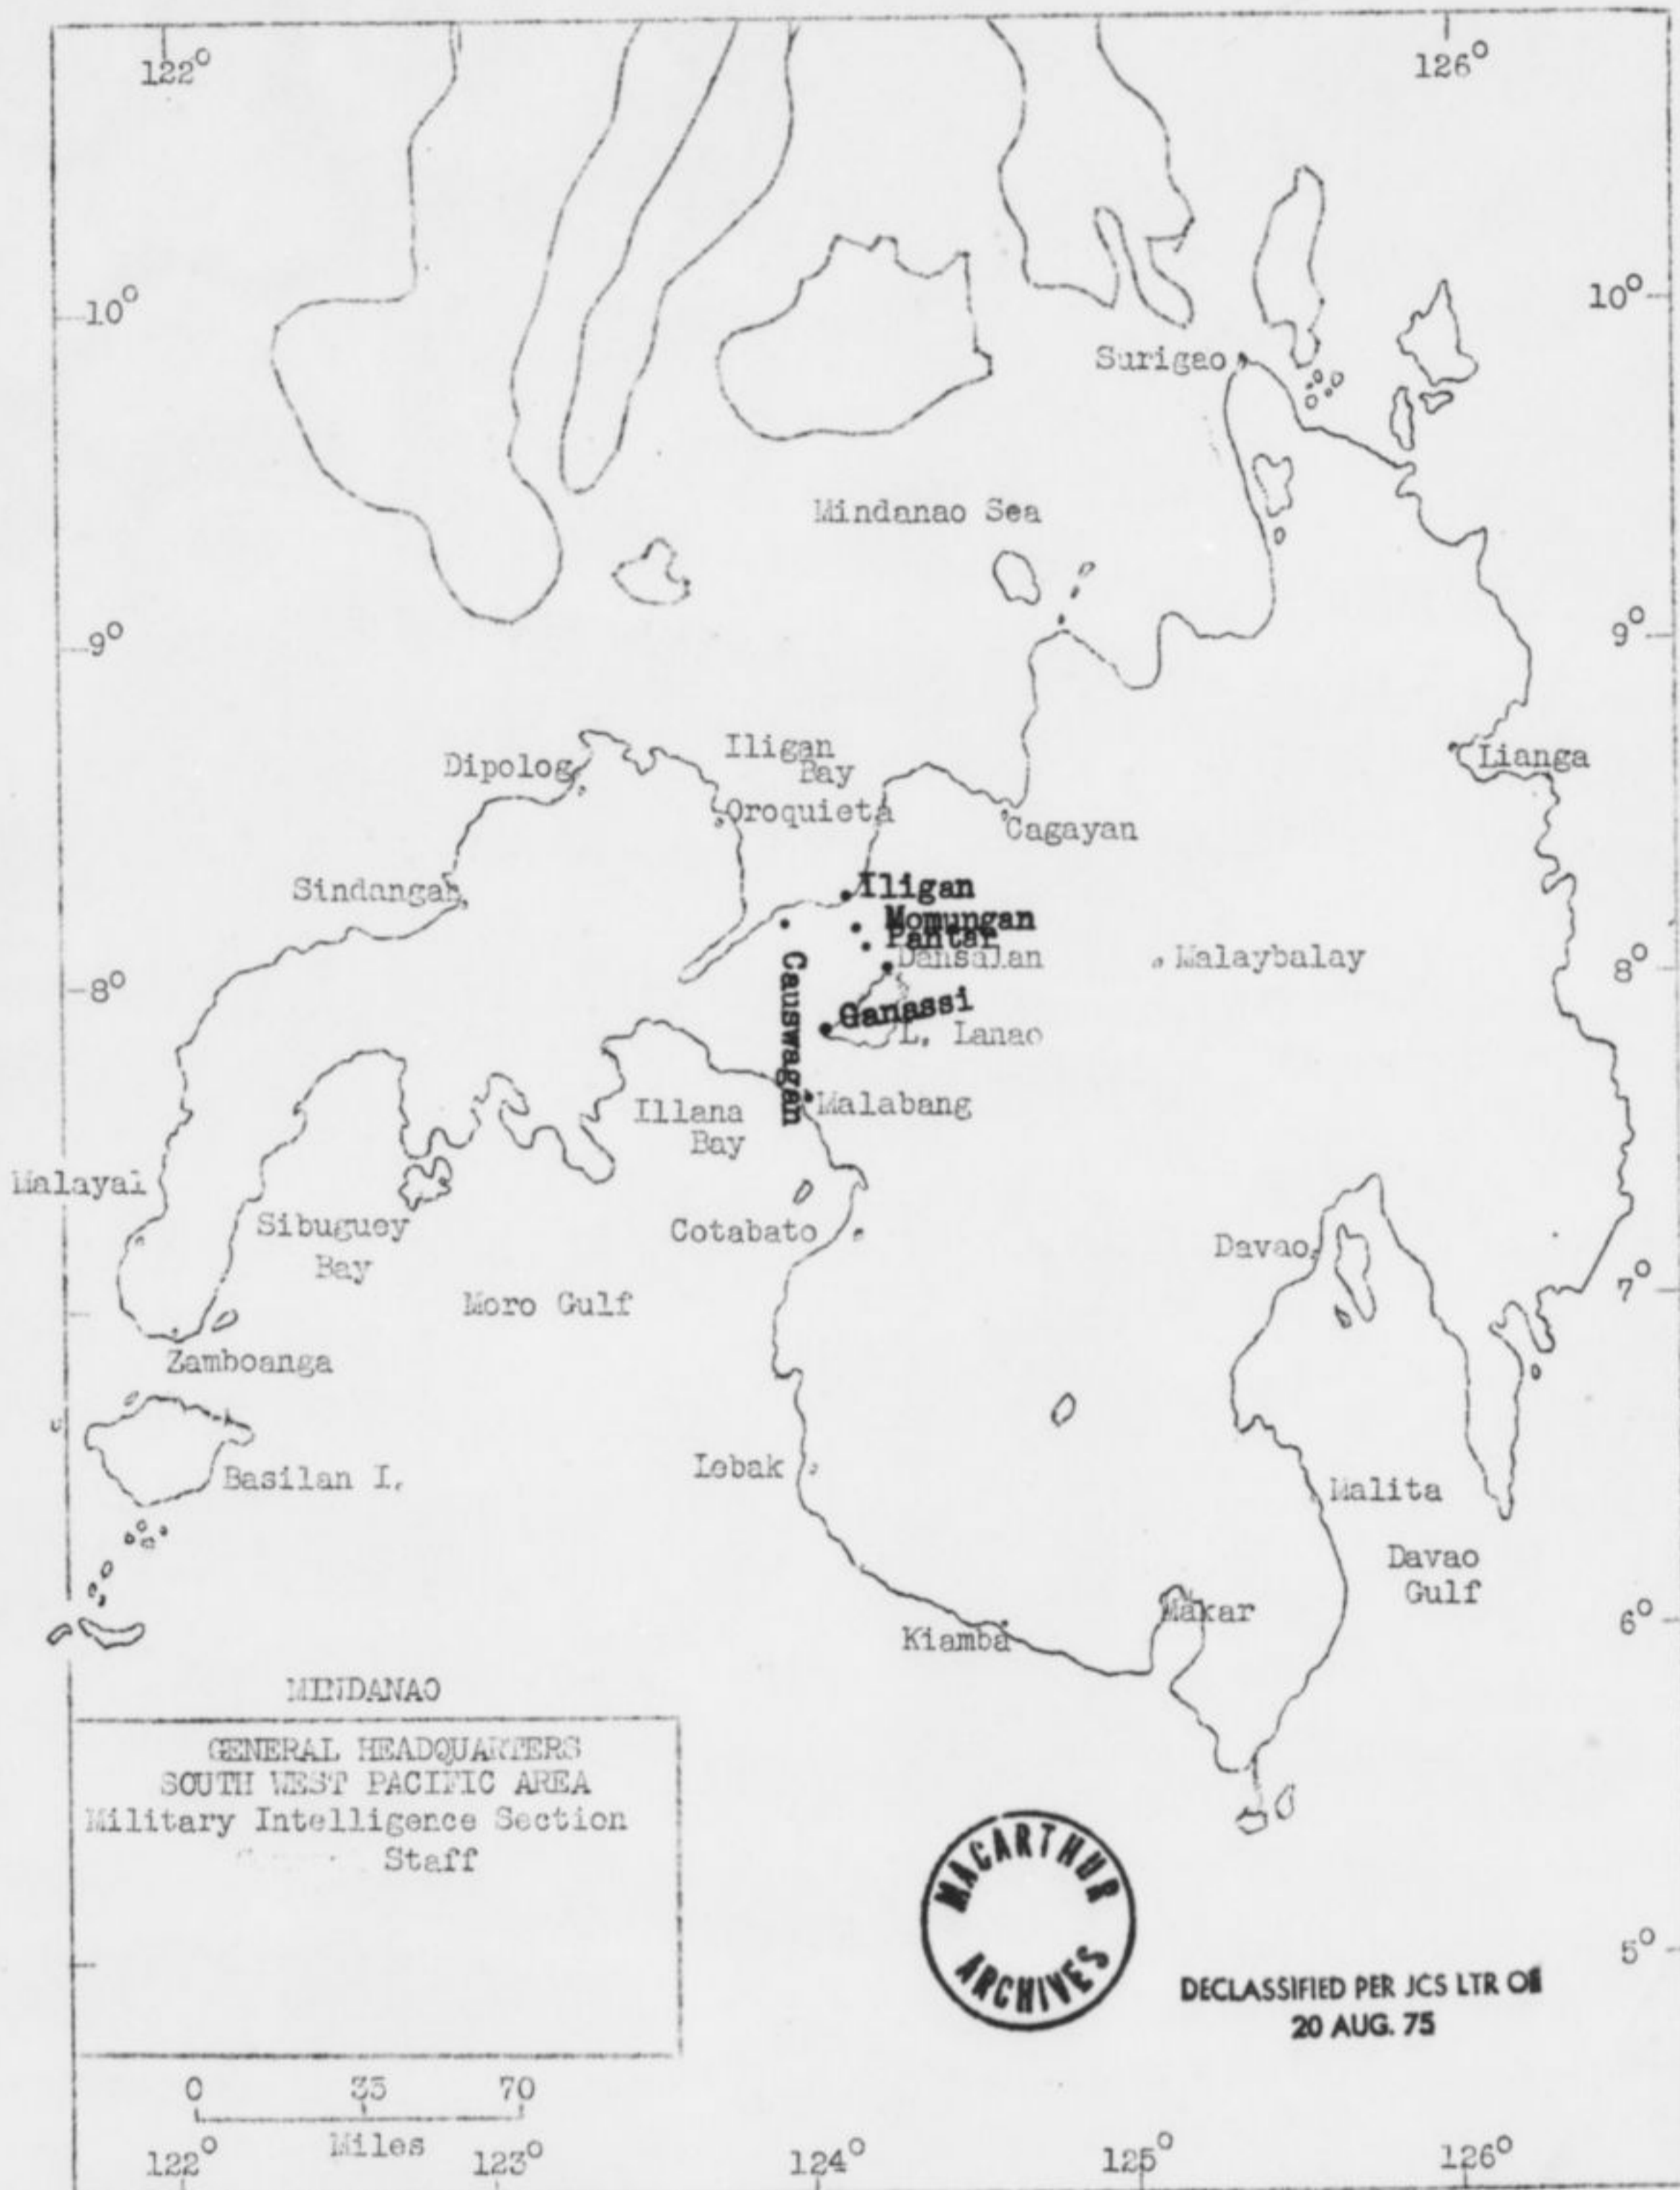 122°
126°
10°
10°
Surigao
Mindanao Sea
9°
9°
Iligan
Bay
Dipolog
Lianga
Oroquieta
Cagayan
Iligan
Sindangan
Momungan
Pantar
Dansalan
Malaybalay
8°
8°
Causwagan
Ganassi
L. Lanao
Malabang
Illana
Bay
Malayal
Sibuguey
Bay
Cotabato
Davao
7°
Moro Gulf
Zamboanga
Lebak
Basilan I.
Malita
Davao
Gulf
Makar
6°
Kiamba
MINDANAO
GENERAL HEADQUARTERS
SOUTH WEST PACIFIC AREA
Military Intelligence Section
Staff
MACARTHUR
ARCHIVES
5°
DECLASSIFIED PER JCS LTR OF
20 AUG. 75
0 35 70
Miles
122° 123° 124° 125° 126°